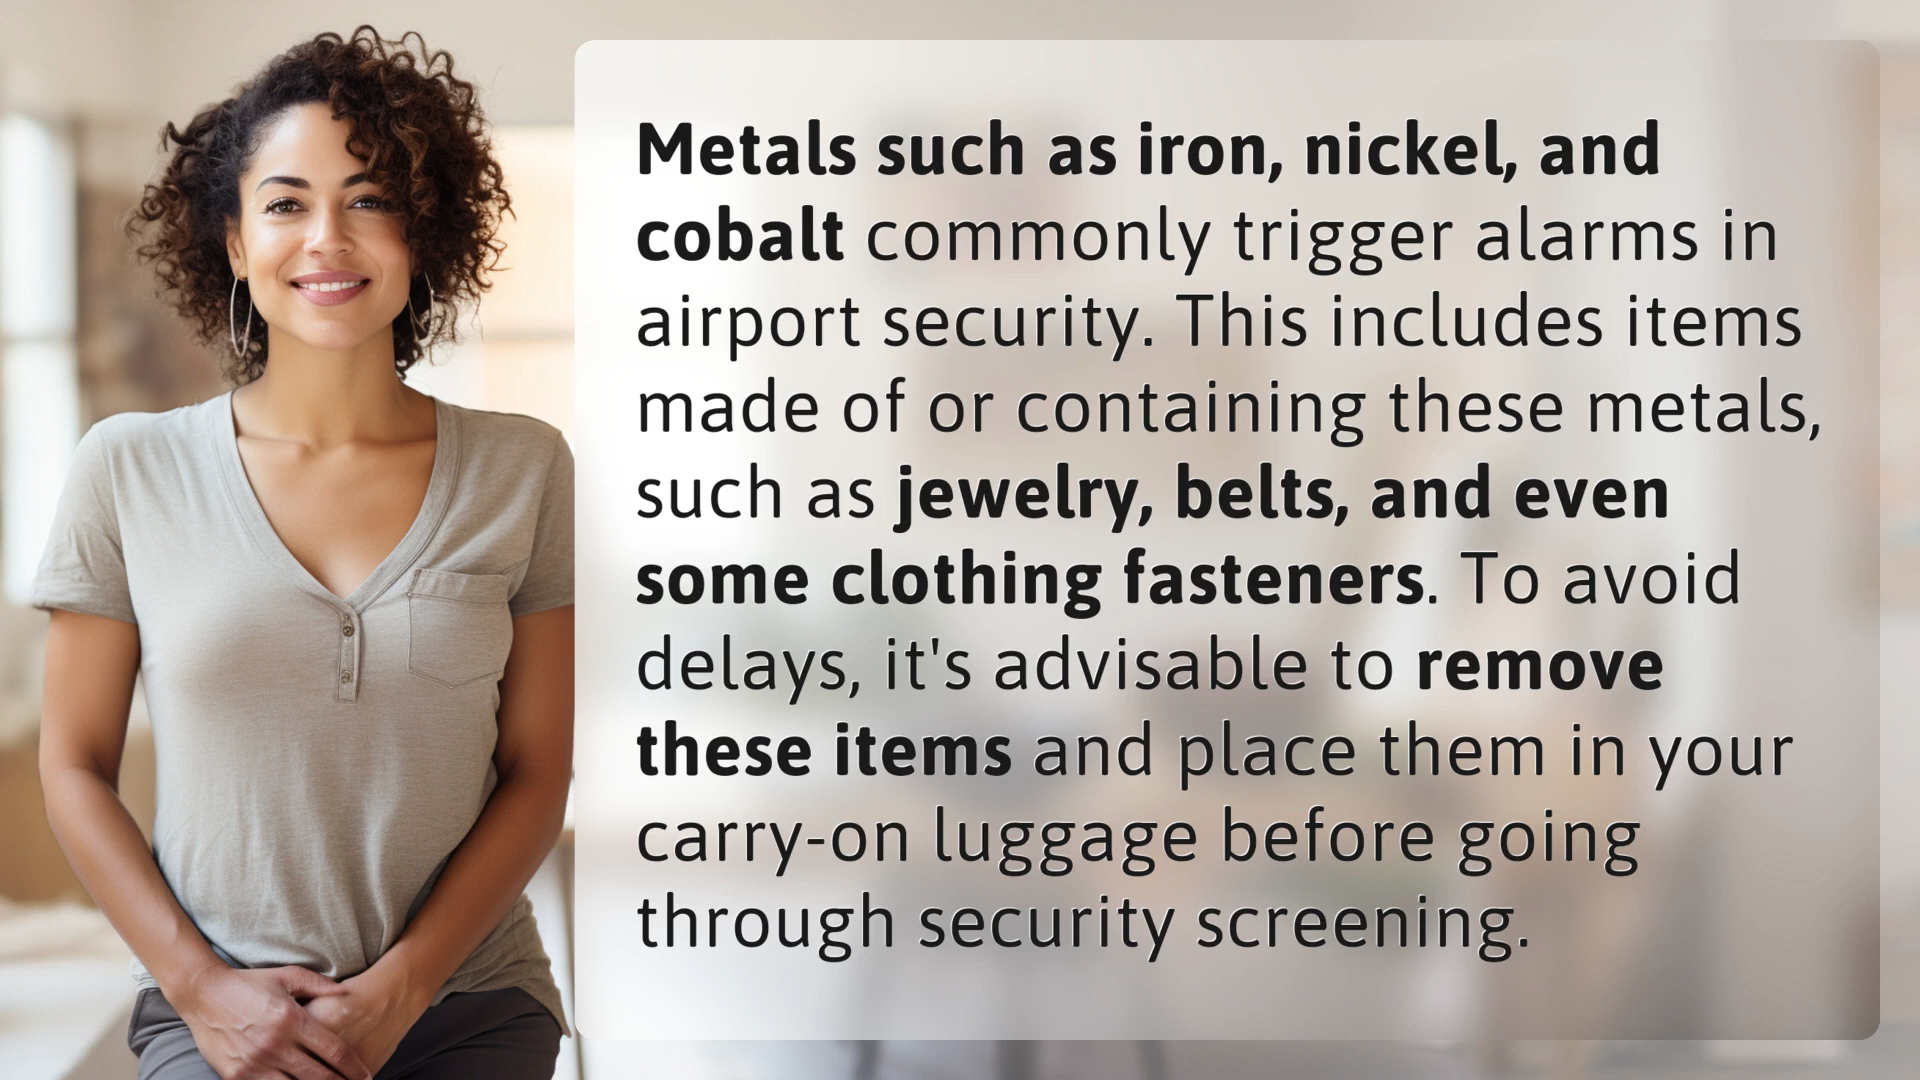 Metals such as iron, nickel, and
cobalt commonly trigger alarms in
airport security. This includes items
made of or containing these metals,
such as jewelry, belts, and even
some clothing fasteners. To avoid
delays, it's advisable to remove
these items and place them in your
carry-on luggage before going
through security screening.